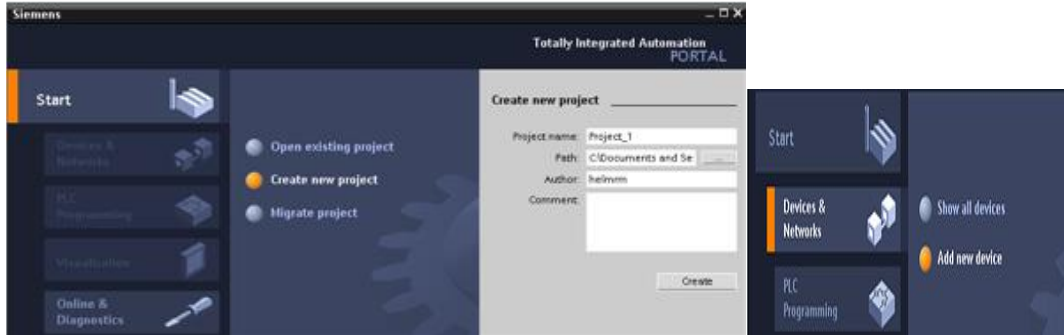 Siemens
Totally Integrated Automation
PORTAL
Start
Devices &
Networks
PLC
Programming
Visualization
Online &
Diagnostics
Open existing project
Create new project
Migrate project
Create new project
Project name: Project_1
Path: C:\Documents and Se ...
Author: helmrm
Comment:
Create
Start
Devices &
Networks
PLC
Programming
Show all devices
Add new device